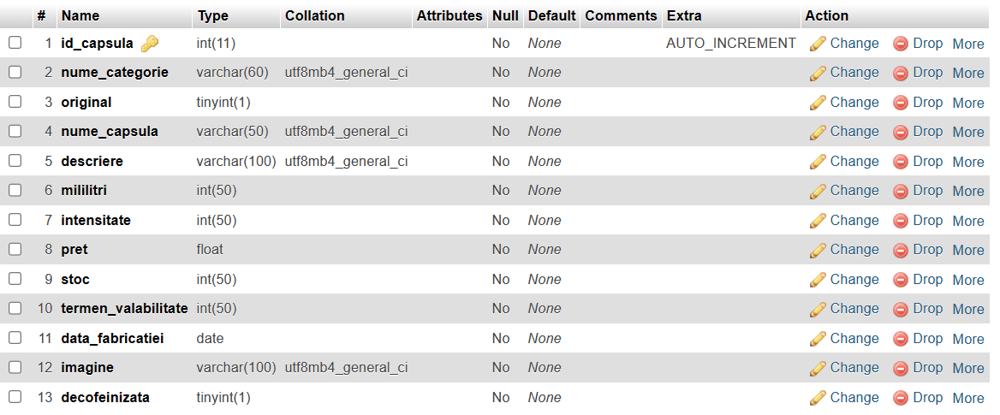 # Name Type Collation Attributes Null Default Comments Extra Action
1 id_capsula int(11) No None AUTO_INCREMENT Change Drop More
2 nume_categorie varchar(60) utf8mb4_general_ci No None Change Drop More
3 original tinyint(1) No None Change Drop More
4 nume_capsula varchar(50) utf8mb4_general_ci No None Change Drop More
5 descriere varchar(100) utf8mb4_general_ci No None Change Drop More
6 mililitri int(50) No None Change Drop More
7 intensitate int(50) No None Change Drop More
8 pret float No None Change Drop More
9 stoc int(50) No None Change Drop More
10 termen_valabilitate int(50) No None Change Drop More
11 data_fabricatiei date No None Change Drop More
12 imagine varchar(100) utf8mb4_general_ci No None Change Drop More
13 decofeinizata tinyint(1) No None Change Drop More